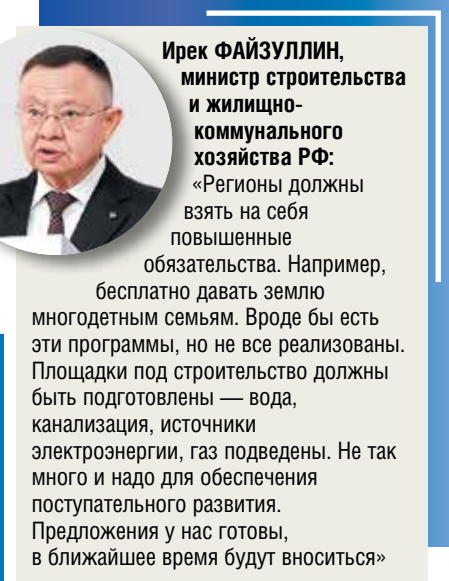 Ирек ФАЙЗУЛЛИН,
министр строительства
и жилищно-
коммунального
хозяйства РФ:
«Регионы должны
взять на себя
повышенные
обязательства. Например,
бесплатно давать землю
многодетным семьям. Вроде бы есть
эти программы, но не все реализованы.
Площадки под строительство должны
быть подготовлены — вода,
канализация, источники
электроэнергии, газ подведены. Не так
много и надо для обеспечения
поступательного развития.
Предложения у нас готовы,
в ближайшее время будут вноситься»